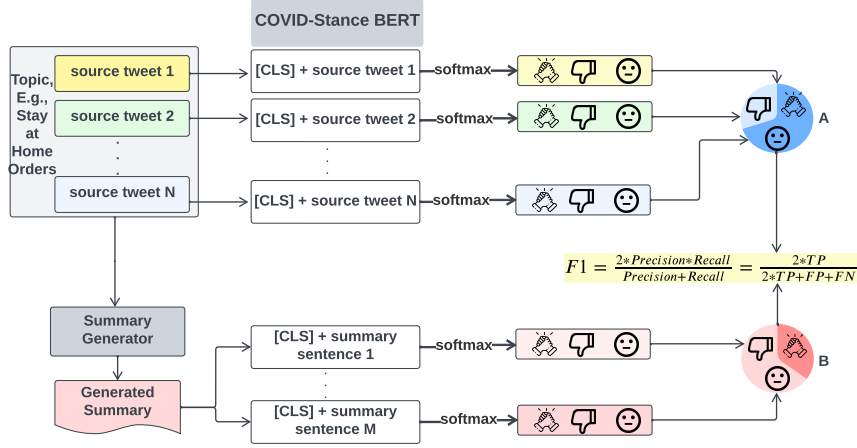 COVID-Stance BERT
Topic,
E.g.,
Stay
at
Home
Orders
source tweet 1
source tweet 2
source tweet N
[CLS] + source tweet 1
[CLS] + source tweet 2
[CLS] + source tweet N
softmax
softmax
softmax
A
F1 = 2*Precision*Recall / Precision+Recall = 2*TP / 2*TP+FP+FN
Summary
Generator
Generated
Summary
[CLS] + summary
sentence 1
[CLS] + summary
sentence M
softmax
softmax
B